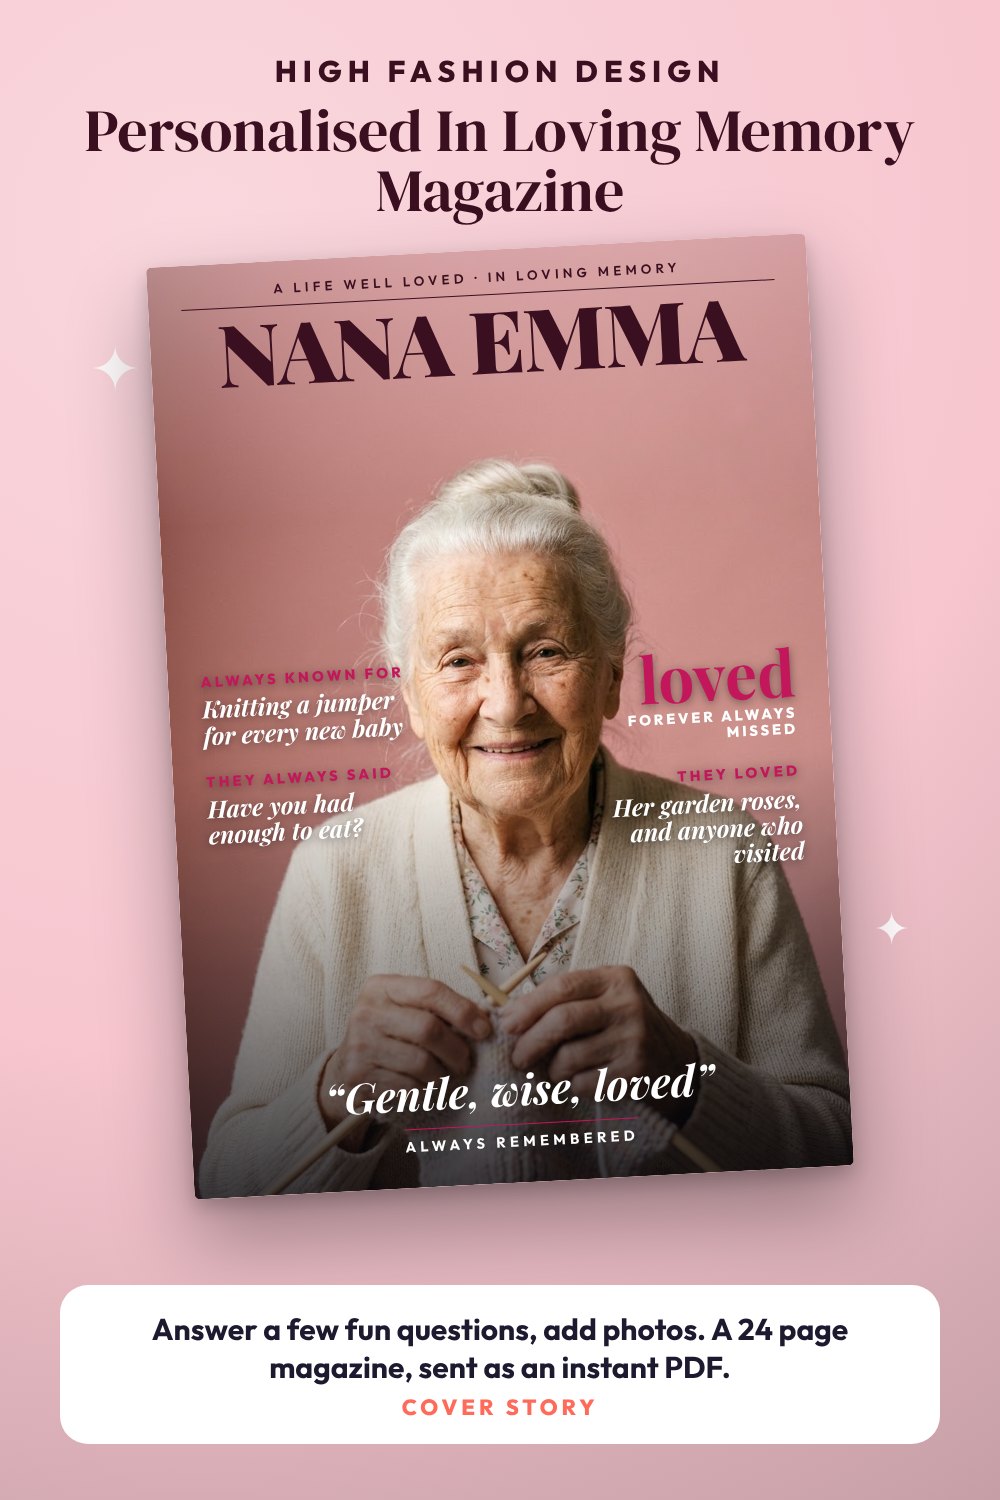 HIGH FASHION DESIGN
Personalised In Loving Memory
Magazine
A LIFE WELL LOVED · IN LOVING MEMORY
NANA EMMA
ALWAYS KNOWN FOR
Knitting a jumper
for every new baby
THEY ALWAYS SAID
Have you had
enough to eat?
loved
FOREVER ALWAYS
MISSED
THEY LOVED
Her garden roses,
and anyone who
visited
“Gentle, wise, loved”
ALWAYS REMEMBERED
Answer a few fun questions, add photos. A 24 page
magazine, sent as an instant PDF.
COVER STORY